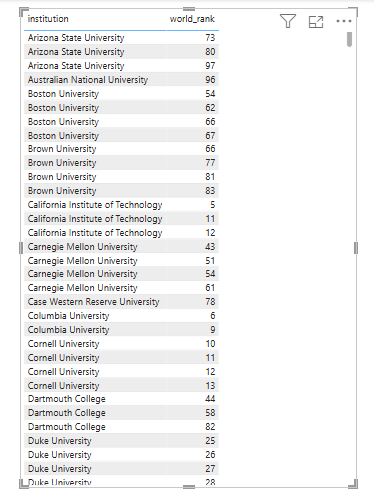 institution world_rank
Arizona State University 73
Arizona State University 80
Arizona State University 97
Australian National University 96
Boston University 54
Boston University 62
Boston University 66
Boston University 67
Brown University 66
Brown University 77
Brown University 81
Brown University 83
California Institute of Technology 5
California Institute of Technology 11
California Institute of Technology 12
Carnegie Mellon University 43
Carnegie Mellon University 51
Carnegie Mellon University 54
Carnegie Mellon University 61
Case Western Reserve University 78
Columbia University 6
Columbia University 9
Cornell University 10
Cornell University 11
Cornell University 12
Cornell University 13
Dartmouth College 44
Dartmouth College 58
Dartmouth College 82
Duke University 25
Duke University 26
Duke University 27
Duke University 28